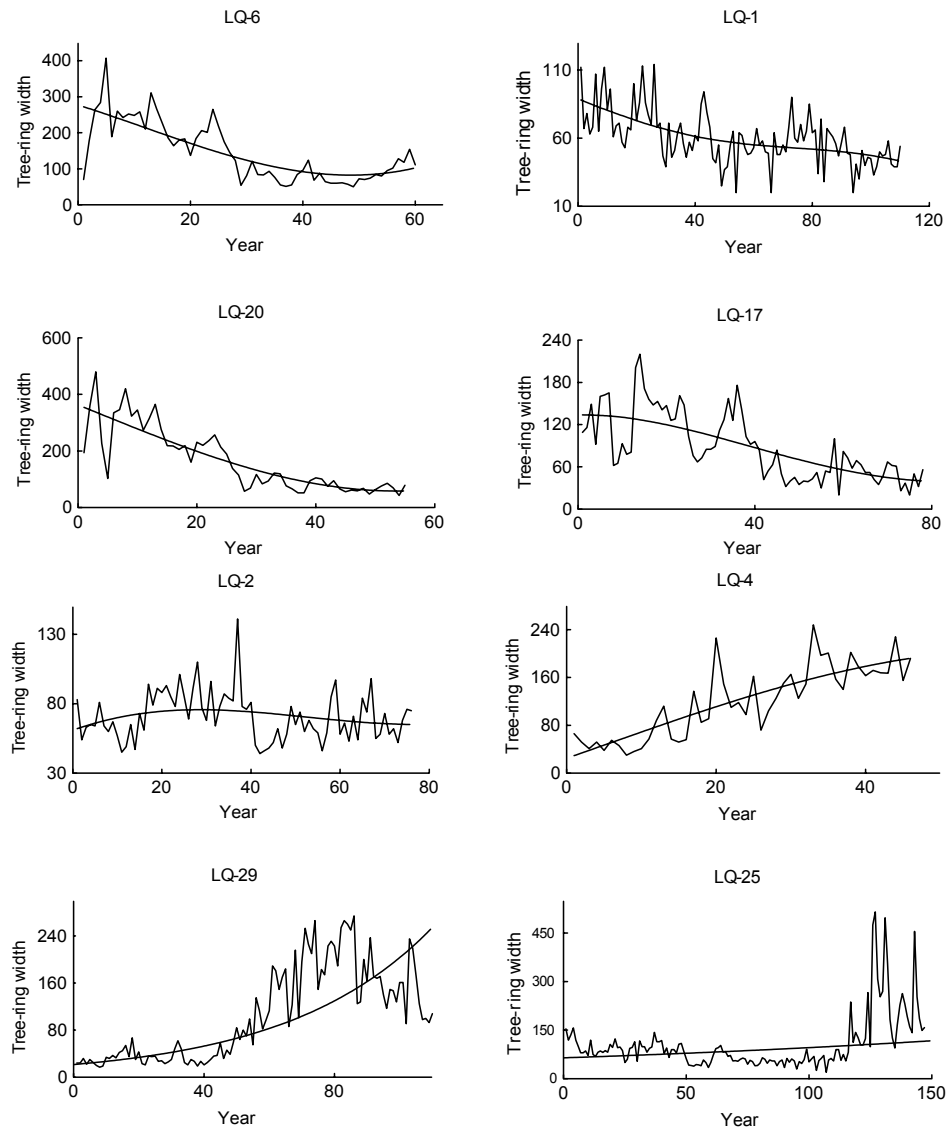 LQ-6
Tree-ring width
400
300
200
100
0
0 20 40 60
Year
LQ-1
Tree-ring width
110
60
10
0 40 80 120
Year
LQ-20
Tree-ring width
600
400
200
0
0 20 40 60
Year
LQ-17
Tree-ring width
240
180
120
60
0
0 40 80
Year
LQ-2
Tree-ring width
130
80
30
0 20 40 60 80
Year
LQ-4
Tree-ring width
240
160
80
0
0 20 40
Year
LQ-29
Tree-ring width
240
160
80
0
0 40 80
Year
LQ-25
Tree-ring width
450
300
150
0
0 50 100 150
Year